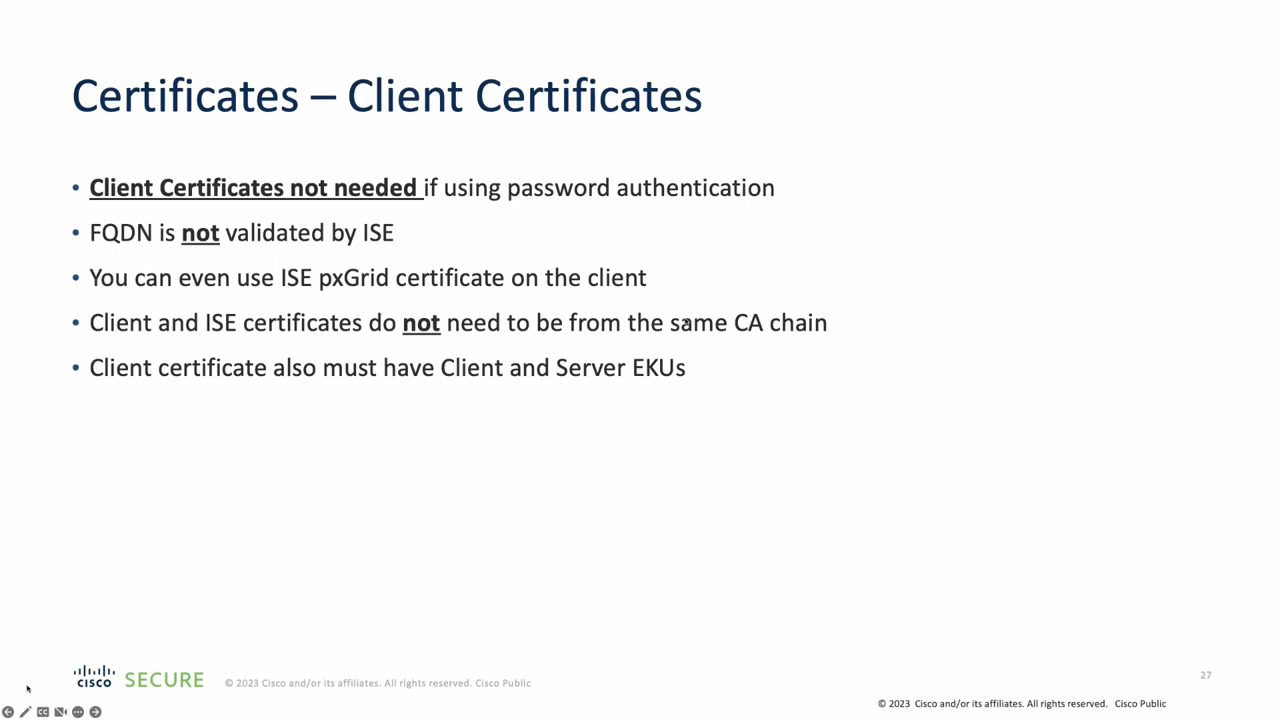 Certificates – Client Certificates
• Client Certificates not needed if using password authentication
• FQDN is not validated by ISE
• You can even use ISE pxGrid certificate on the client
• Client and ISE certificates do not need to be from the same CA chain
• Client certificate also must have Client and Server EKUs
CISCO SECURE © 2023 Cisco and/or its affiliates. All rights reserved. Cisco Public
27
© 2023 Cisco and/or its affiliates. All rights reserved. Cisco Public
CC